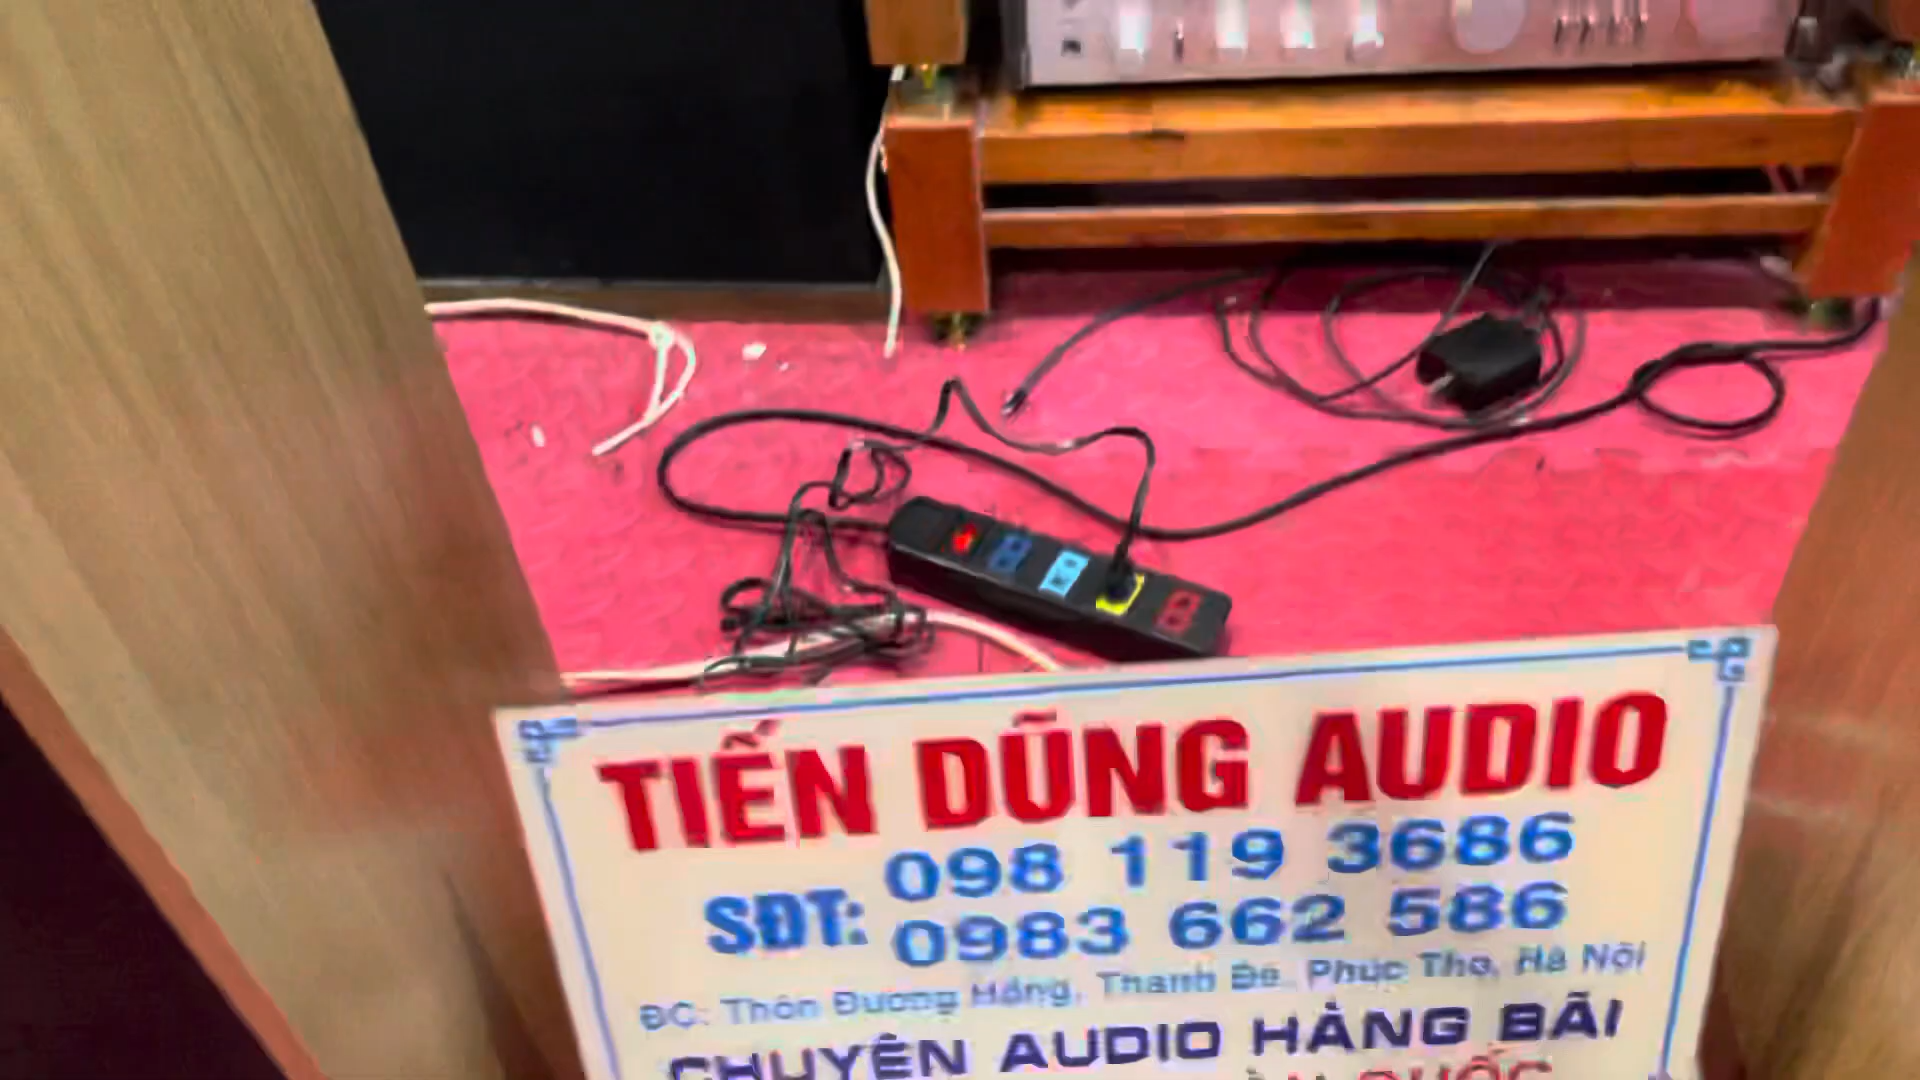 TIẾN DŨNG AUDIO
098 119 3686
SĐT:
0983 662 586
ĐC: Thôn Đường Hồng, Thanh Đa, Phúc Thọ, Hà Nội
CHUYÊN AUDIO HÀNG BÃI
QUỐC